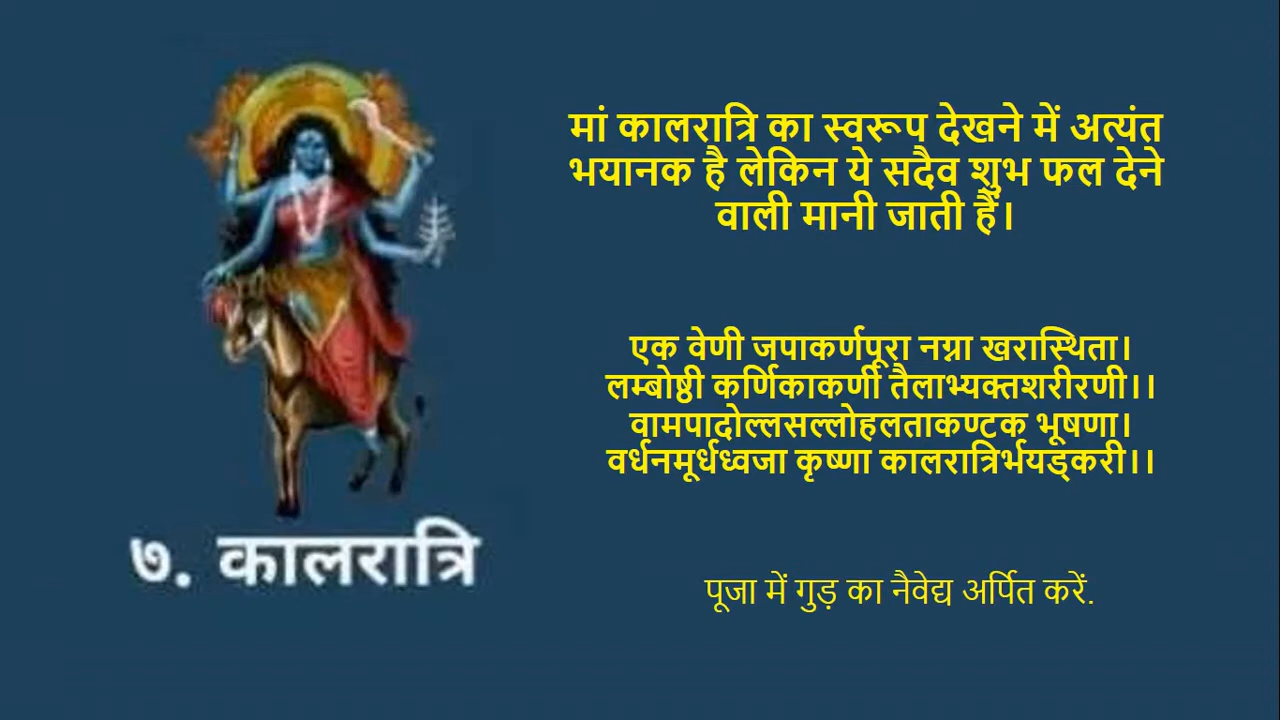 मां कालरात्रि का स्वरूप देखने में अत्यंत
भयानक है लेकिन ये सदैव शुभ फल देने
वाली मानी जाती हैं।
एक वेणी जपाकर्णपूरा नग्ना खरास्थिता।
लम्बोष्ठी कर्णिकाकर्णी तैलाभ्यक्तशरीरणी।।
वामपादोल्लसल्लोहलताकण्टक भूषणा।
वर्धनमूर्धध्वजा कृष्णा कालरात्रिर्भयड्करी।।
७. कालरात्रि
पूजा में गुड़ का नैवेद्य अर्पित करें.